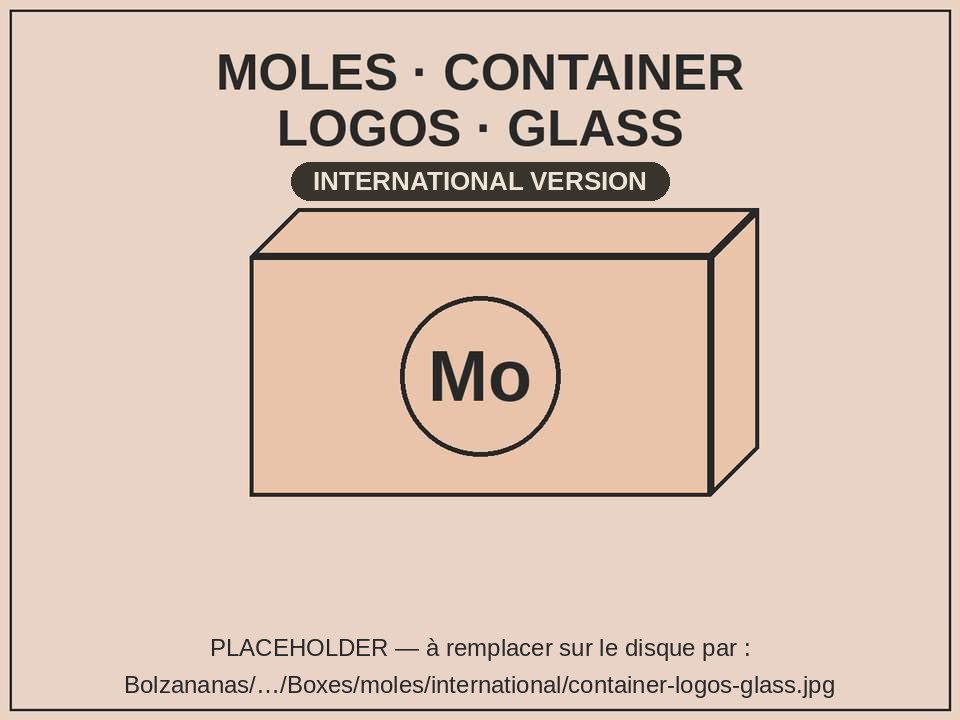 MOLES · CONTAINER
LOGOS · GLASS
INTERNATIONAL VERSION
Mo
PLACEHOLDER — à remplacer sur le disque par :
Bolzananas/…/Boxes/moles/international/container-logos-glass.jpg